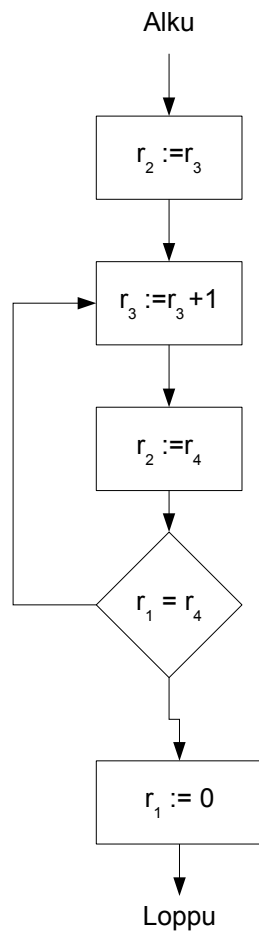 Alku
r₂ :=r₃
r₃ :=r₃ +1
r₂ :=r₄
r₁ = r₄
r₁ := 0
Loppu